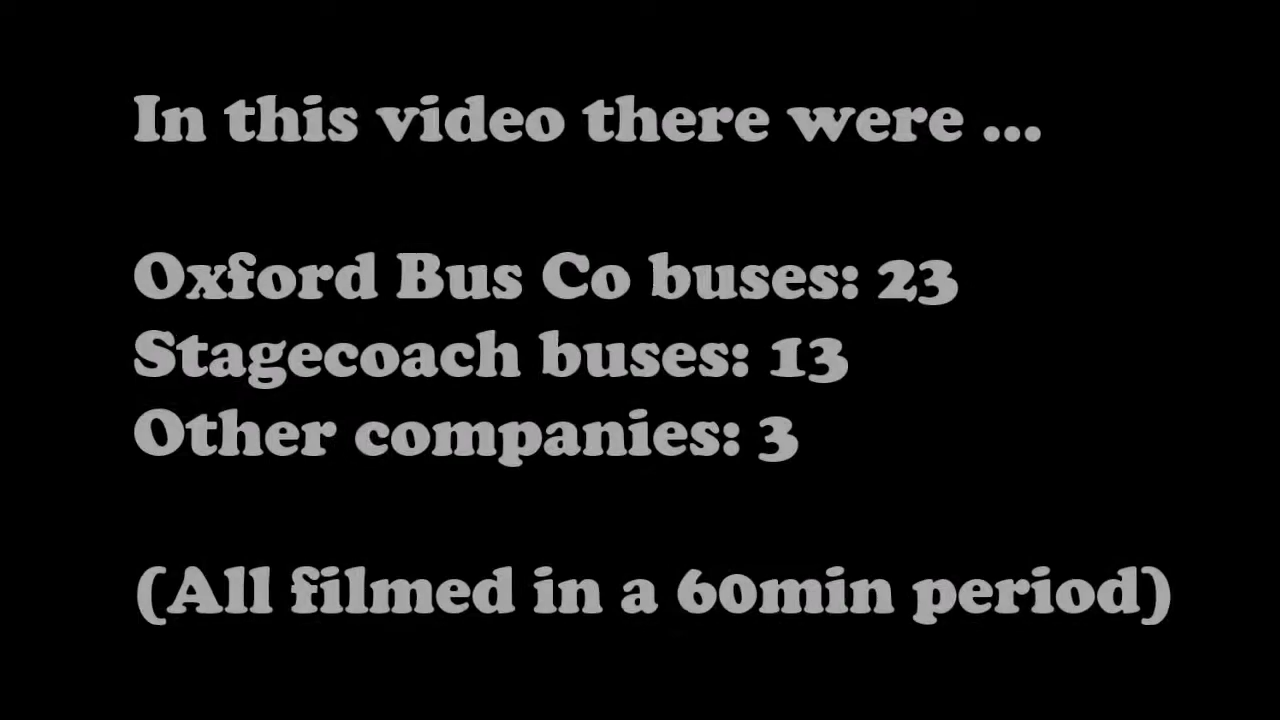 In this video there were ...
Oxford Bus Co buses: 23
Stagecoach buses: 13
Other companies: 3
(All filmed in a 60min period)